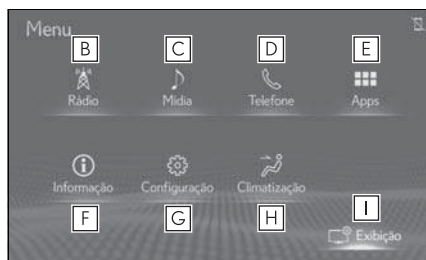 Menu
B C D E
Rádio Mídia Telefone Apps
Informação Configuração Climatização
F G H I
Exibição